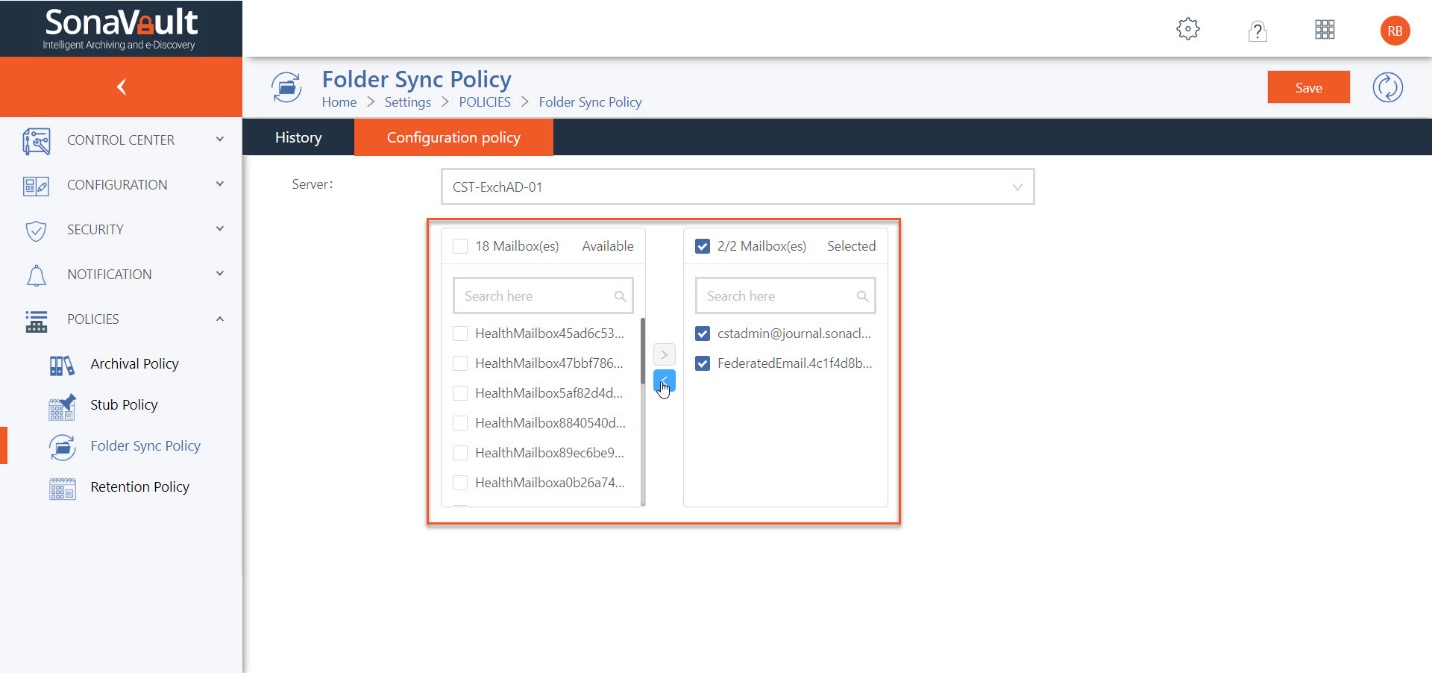 SonaVault
Intelligent Archiving and e-Discovery
?
RB
Folder Sync Policy
Home > Settings > POLICIES > Folder Sync Policy
Save
CONTROL CENTER
CONFIGURATION
SECURITY
NOTIFICATION
POLICIES
Archival Policy
Stub Policy
Folder Sync Policy
Retention Policy
History
Configuration policy
Server:
CST-ExchAD-01
18 Mailbox(es) Available
Search here
HealthMailbox45ad6c53...
HealthMailbox47bbf786...
HealthMailbox5af82d4d...
HealthMailbox8840540d...
HealthMailbox89ec6be9...
HealthMailboxa0b26a74...
2/2 Mailbox(es) Selected
Search here
cstadmin@journal.sonacl...
FederatedEmail.4c1f4d8b...